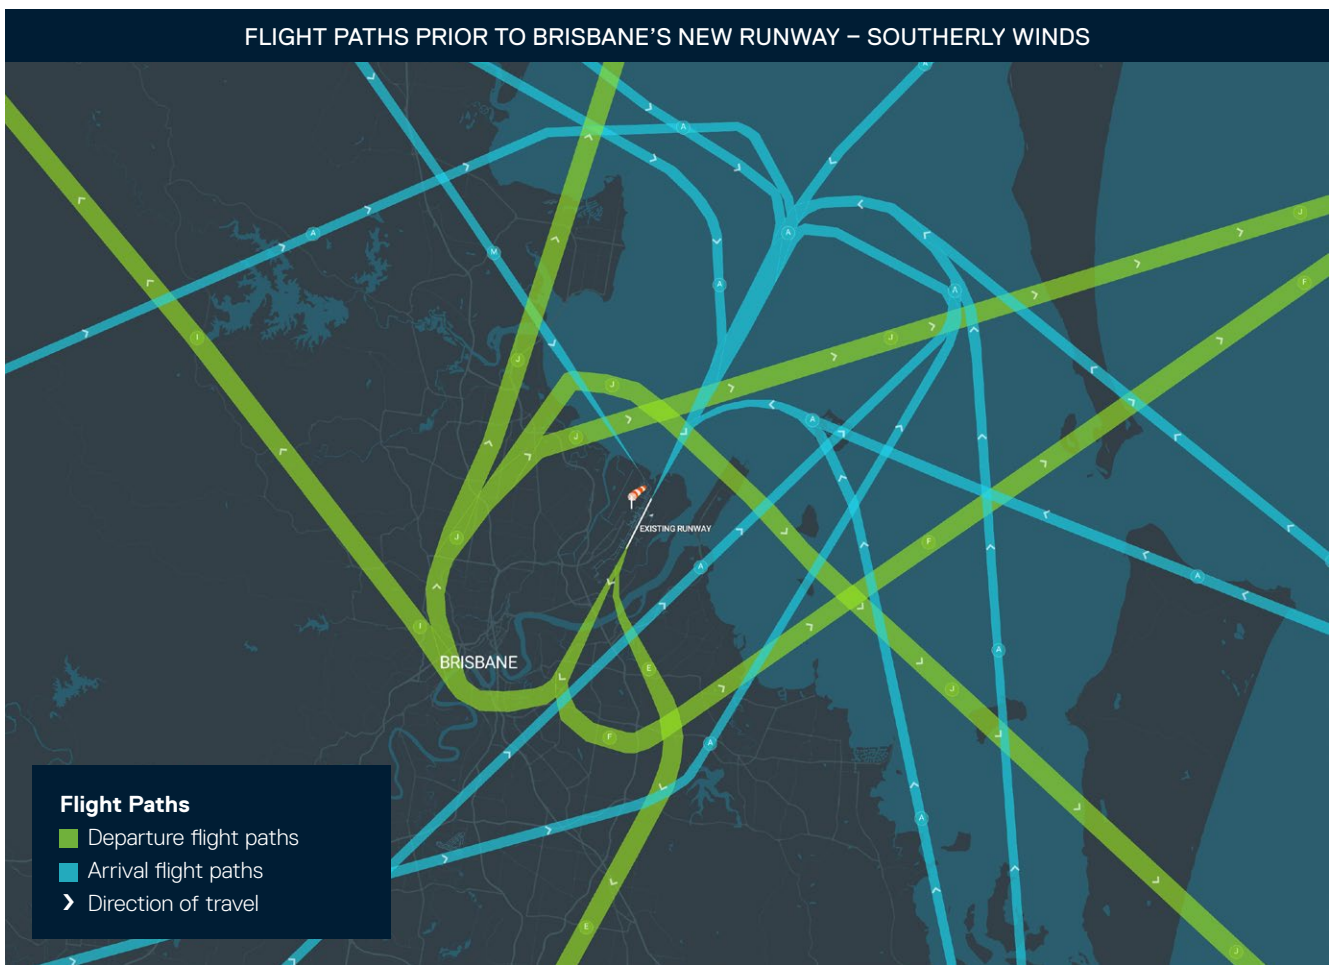 FLIGHT PATHS PRIOR TO BRISBANE'S NEW RUNWAY – SOUTHERLY WINDS
A
A
A
M
A
A
A
J
J
F
I
J
J
J
J
A
J
EXISTING RUNWAY
F
A
A
I
BRISBANE
E
A
J
F
A
A
E
J
Flight Paths
Departure flight paths
Arrival flight paths
Direction of travel